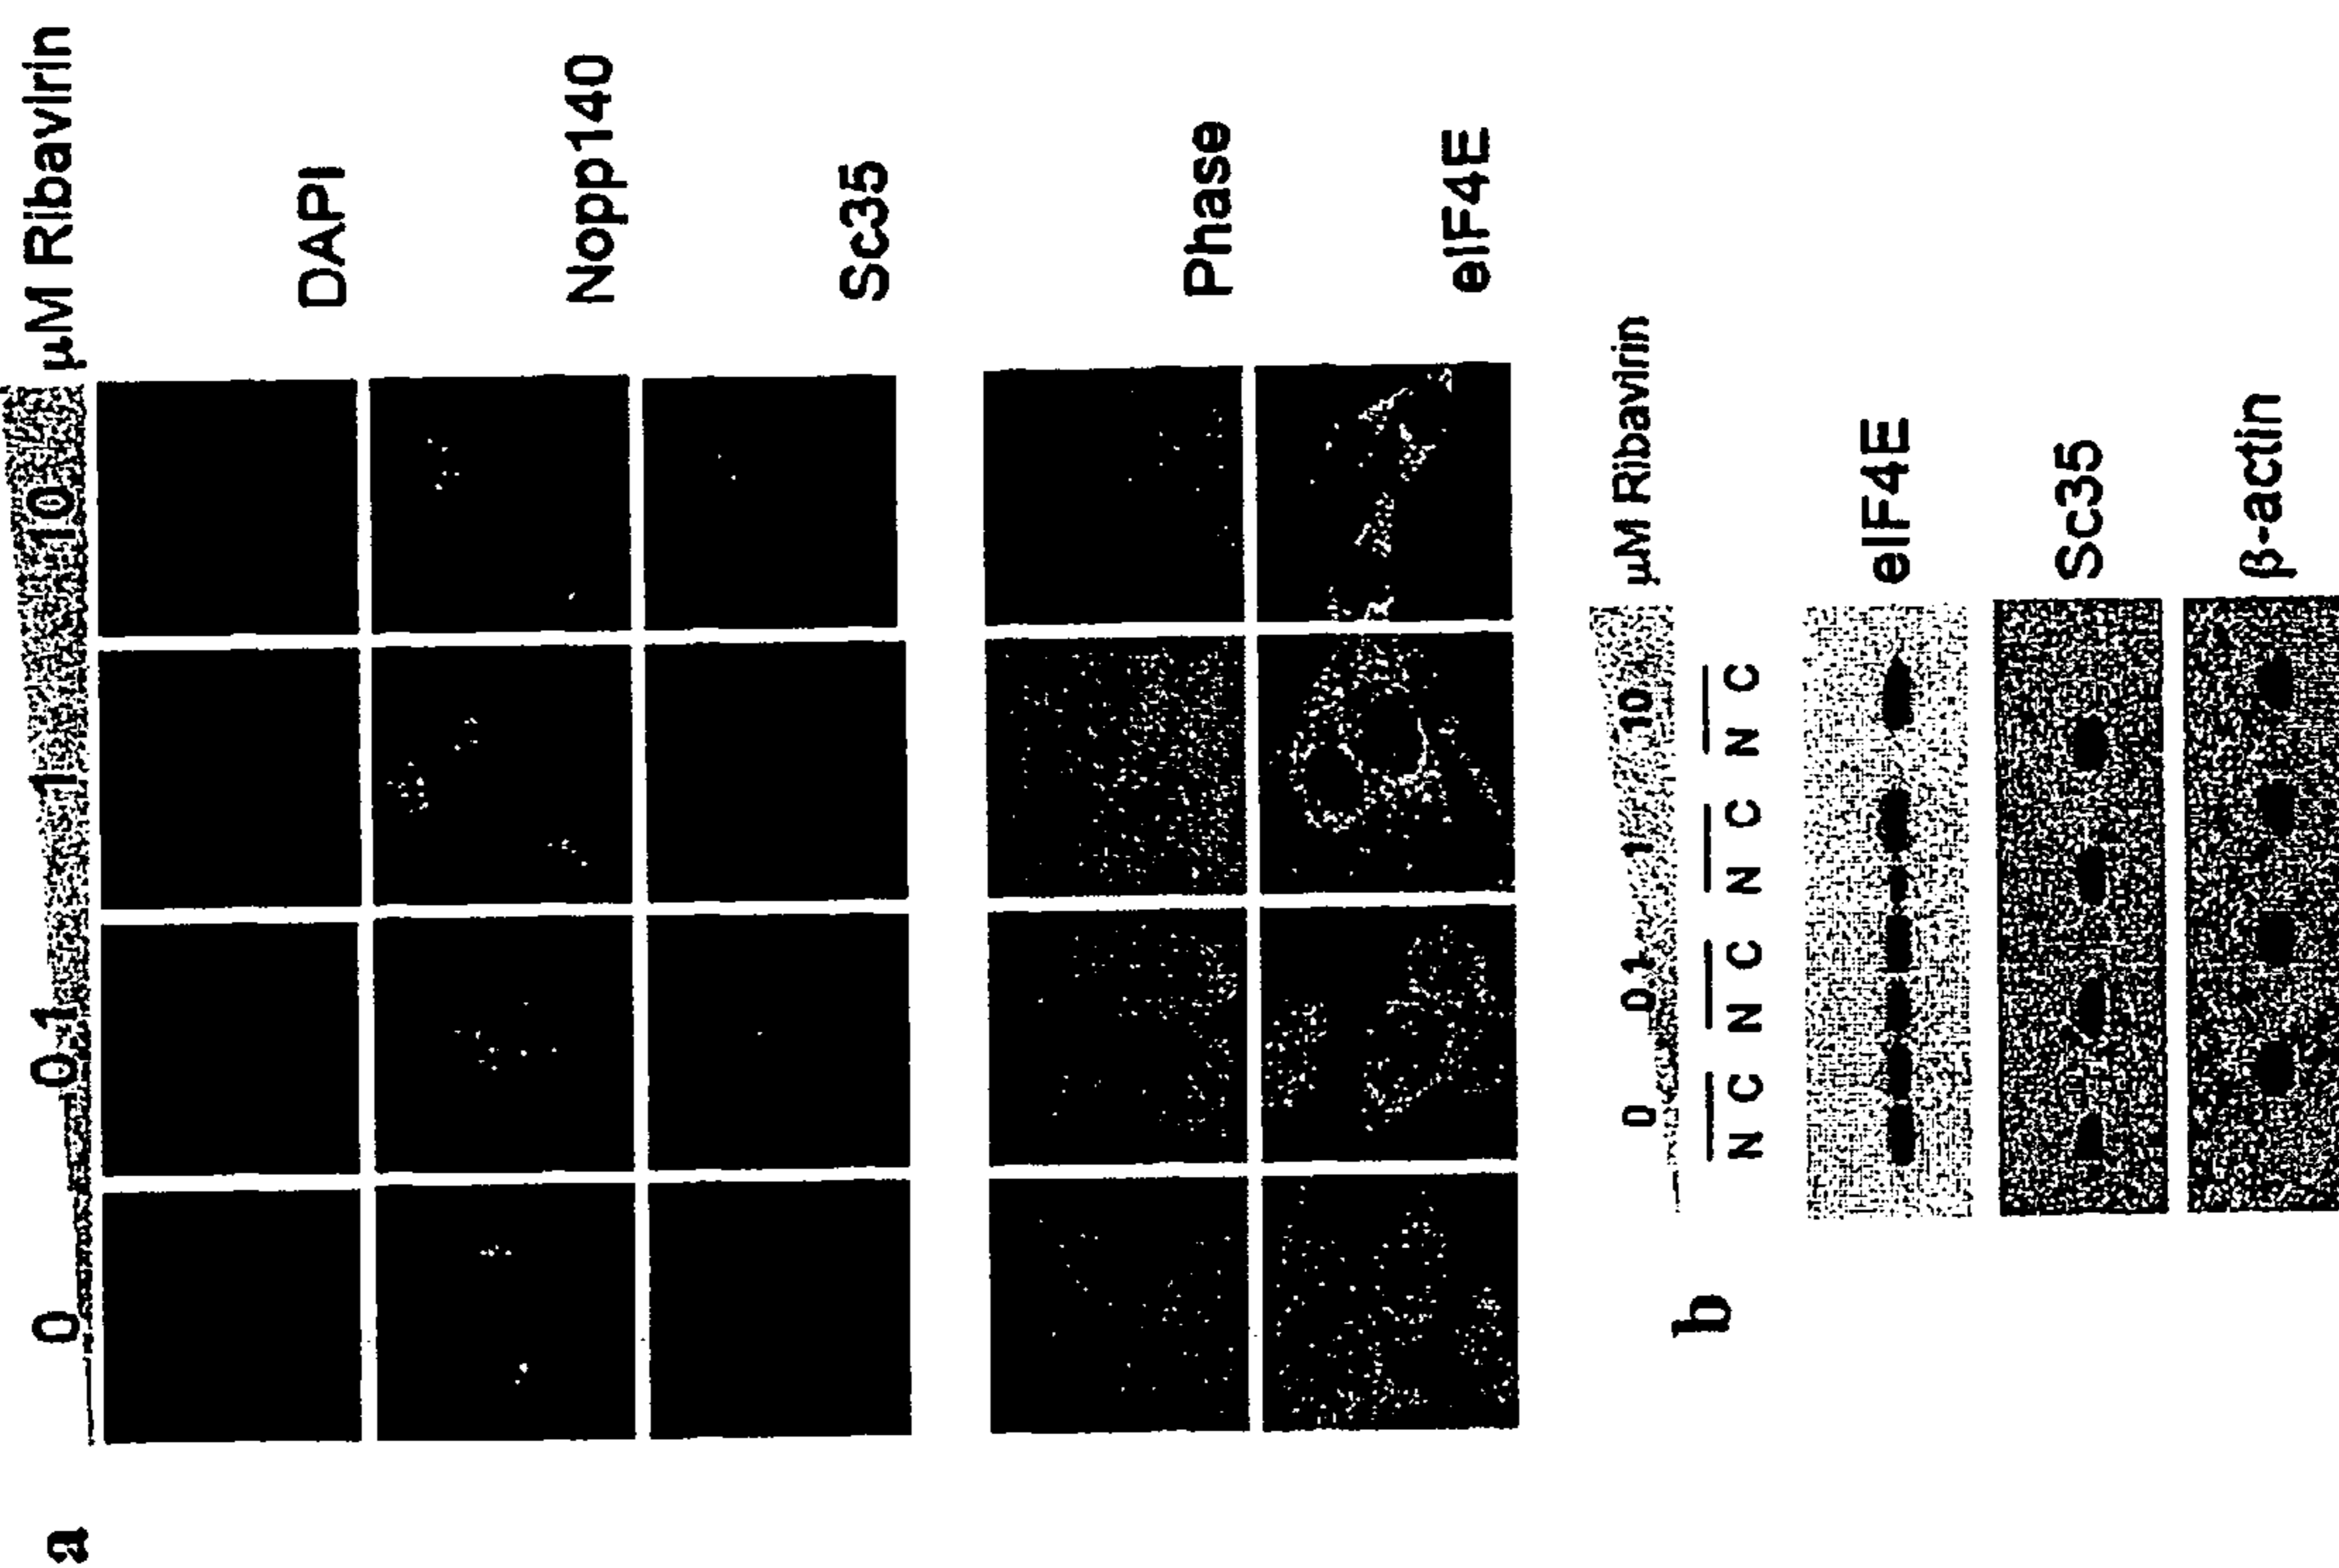 a
0 0.1 1 10 μM Ribavirin
DAPI
Nopp140
Sc35
Phase
eIF4E
b
0 0.1 1 10 μM Ribavirin
N C N C N C N C
eIF4E
Sc35
β-actin